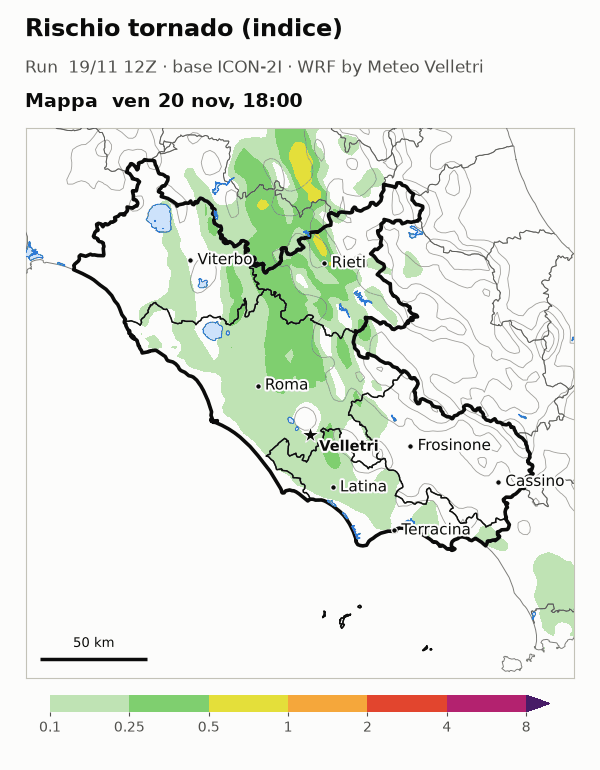 Rischio tornado (indice)
Run  19/11 12Z · base ICON-2I · WRF by Meteo Velletri
Mappa  ven 20 nov, 18:00
Viterbo
Rieti
Roma
Velletri
Frosinone
Latina
Cassino
Terracina
50 km
0.1 0.25 0.5 1 2 4 8